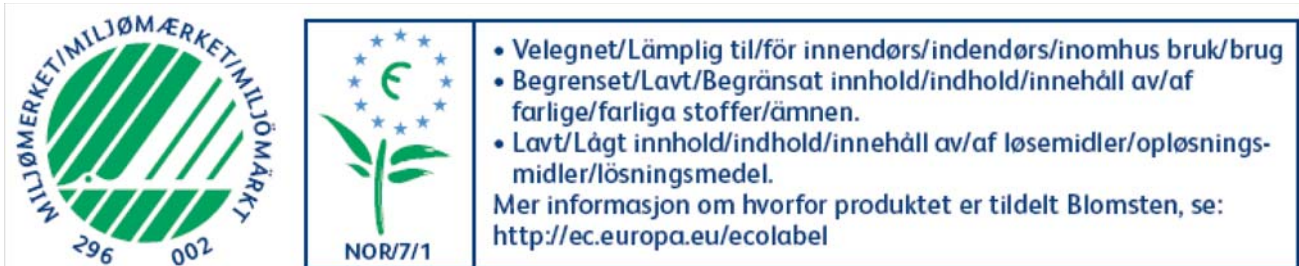 MILJØMERKET/MILJØMÆRKET/MILJÖMÄRKT
296 002
NOR/7/1
• Velegnet/Lämplig til/för innendørs/indendørs/inomhus bruk/brug
• Begrenset/Lavt/Begränsat innhold/indhold/innehåll av/af
farlige/farliga stoffer/ämnen.
• Lavt/Lågt innhold/indhold/innehåll av/af løsemidler/opløsnings-
midler/lösningsmedel.
Mer informasjon om hvorfor produktet er tildelt Blomsten, se:
http://ec.europa.eu/ecolabel